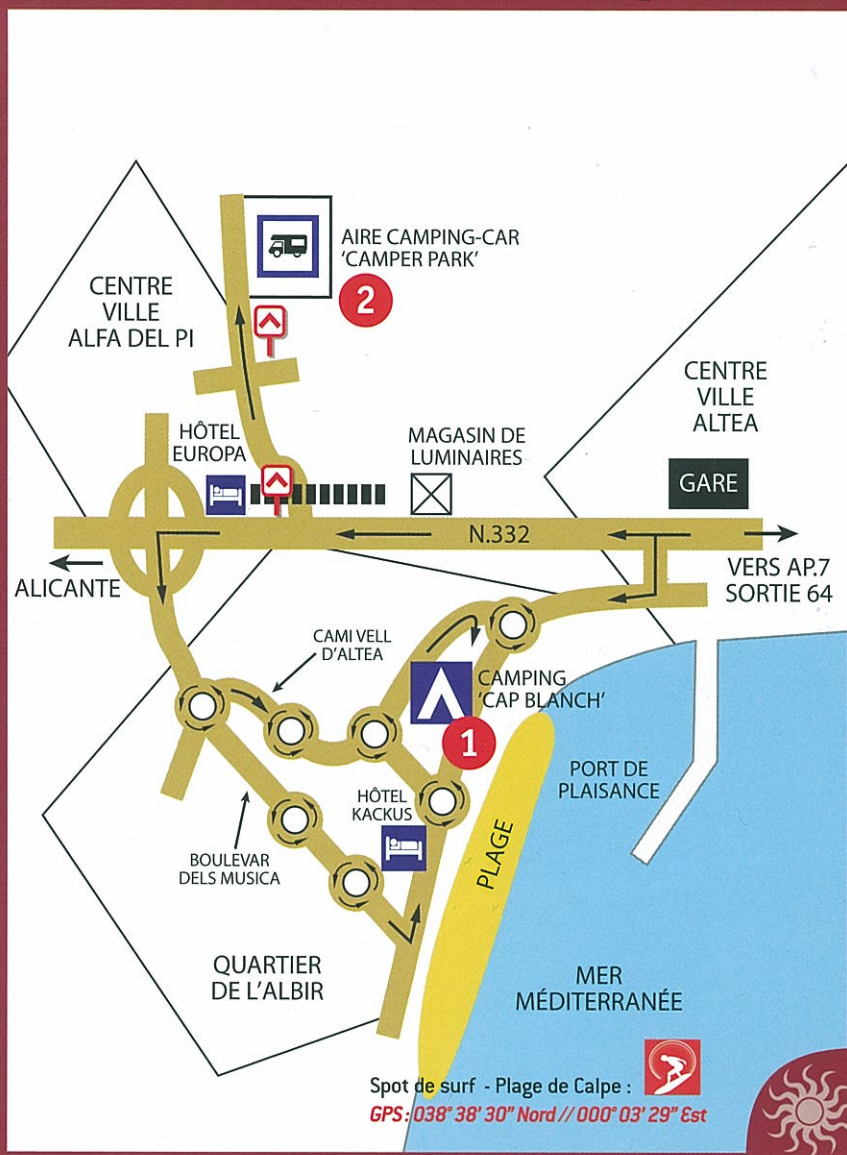 AIRE CAMPING-CAR
'CAMPER PARK'
2
CENTRE
VILLE
ALFA DEL PI
CENTRE
VILLE
ALTEA
HÔTEL
EUROPA
MAGASIN DE
LUMINAIRES
GARE
N.332
ALICANTE
VERS AP.7
SORTIE 64
CAMI VELL
D'ALTEA
CAMPING
'CAP BLANCH'
1
PORT DE
PLAISANCE
HÔTEL
KACKUS
PLAGE
BOULEVAR
DELS MUSICA
QUARTIER
DE L'ALBIR
MER
MÉDITERRANÉE
Spot de surf - Plage de Calpe :
GPS : 038° 38' 30" Nord // 000° 03' 29" Est